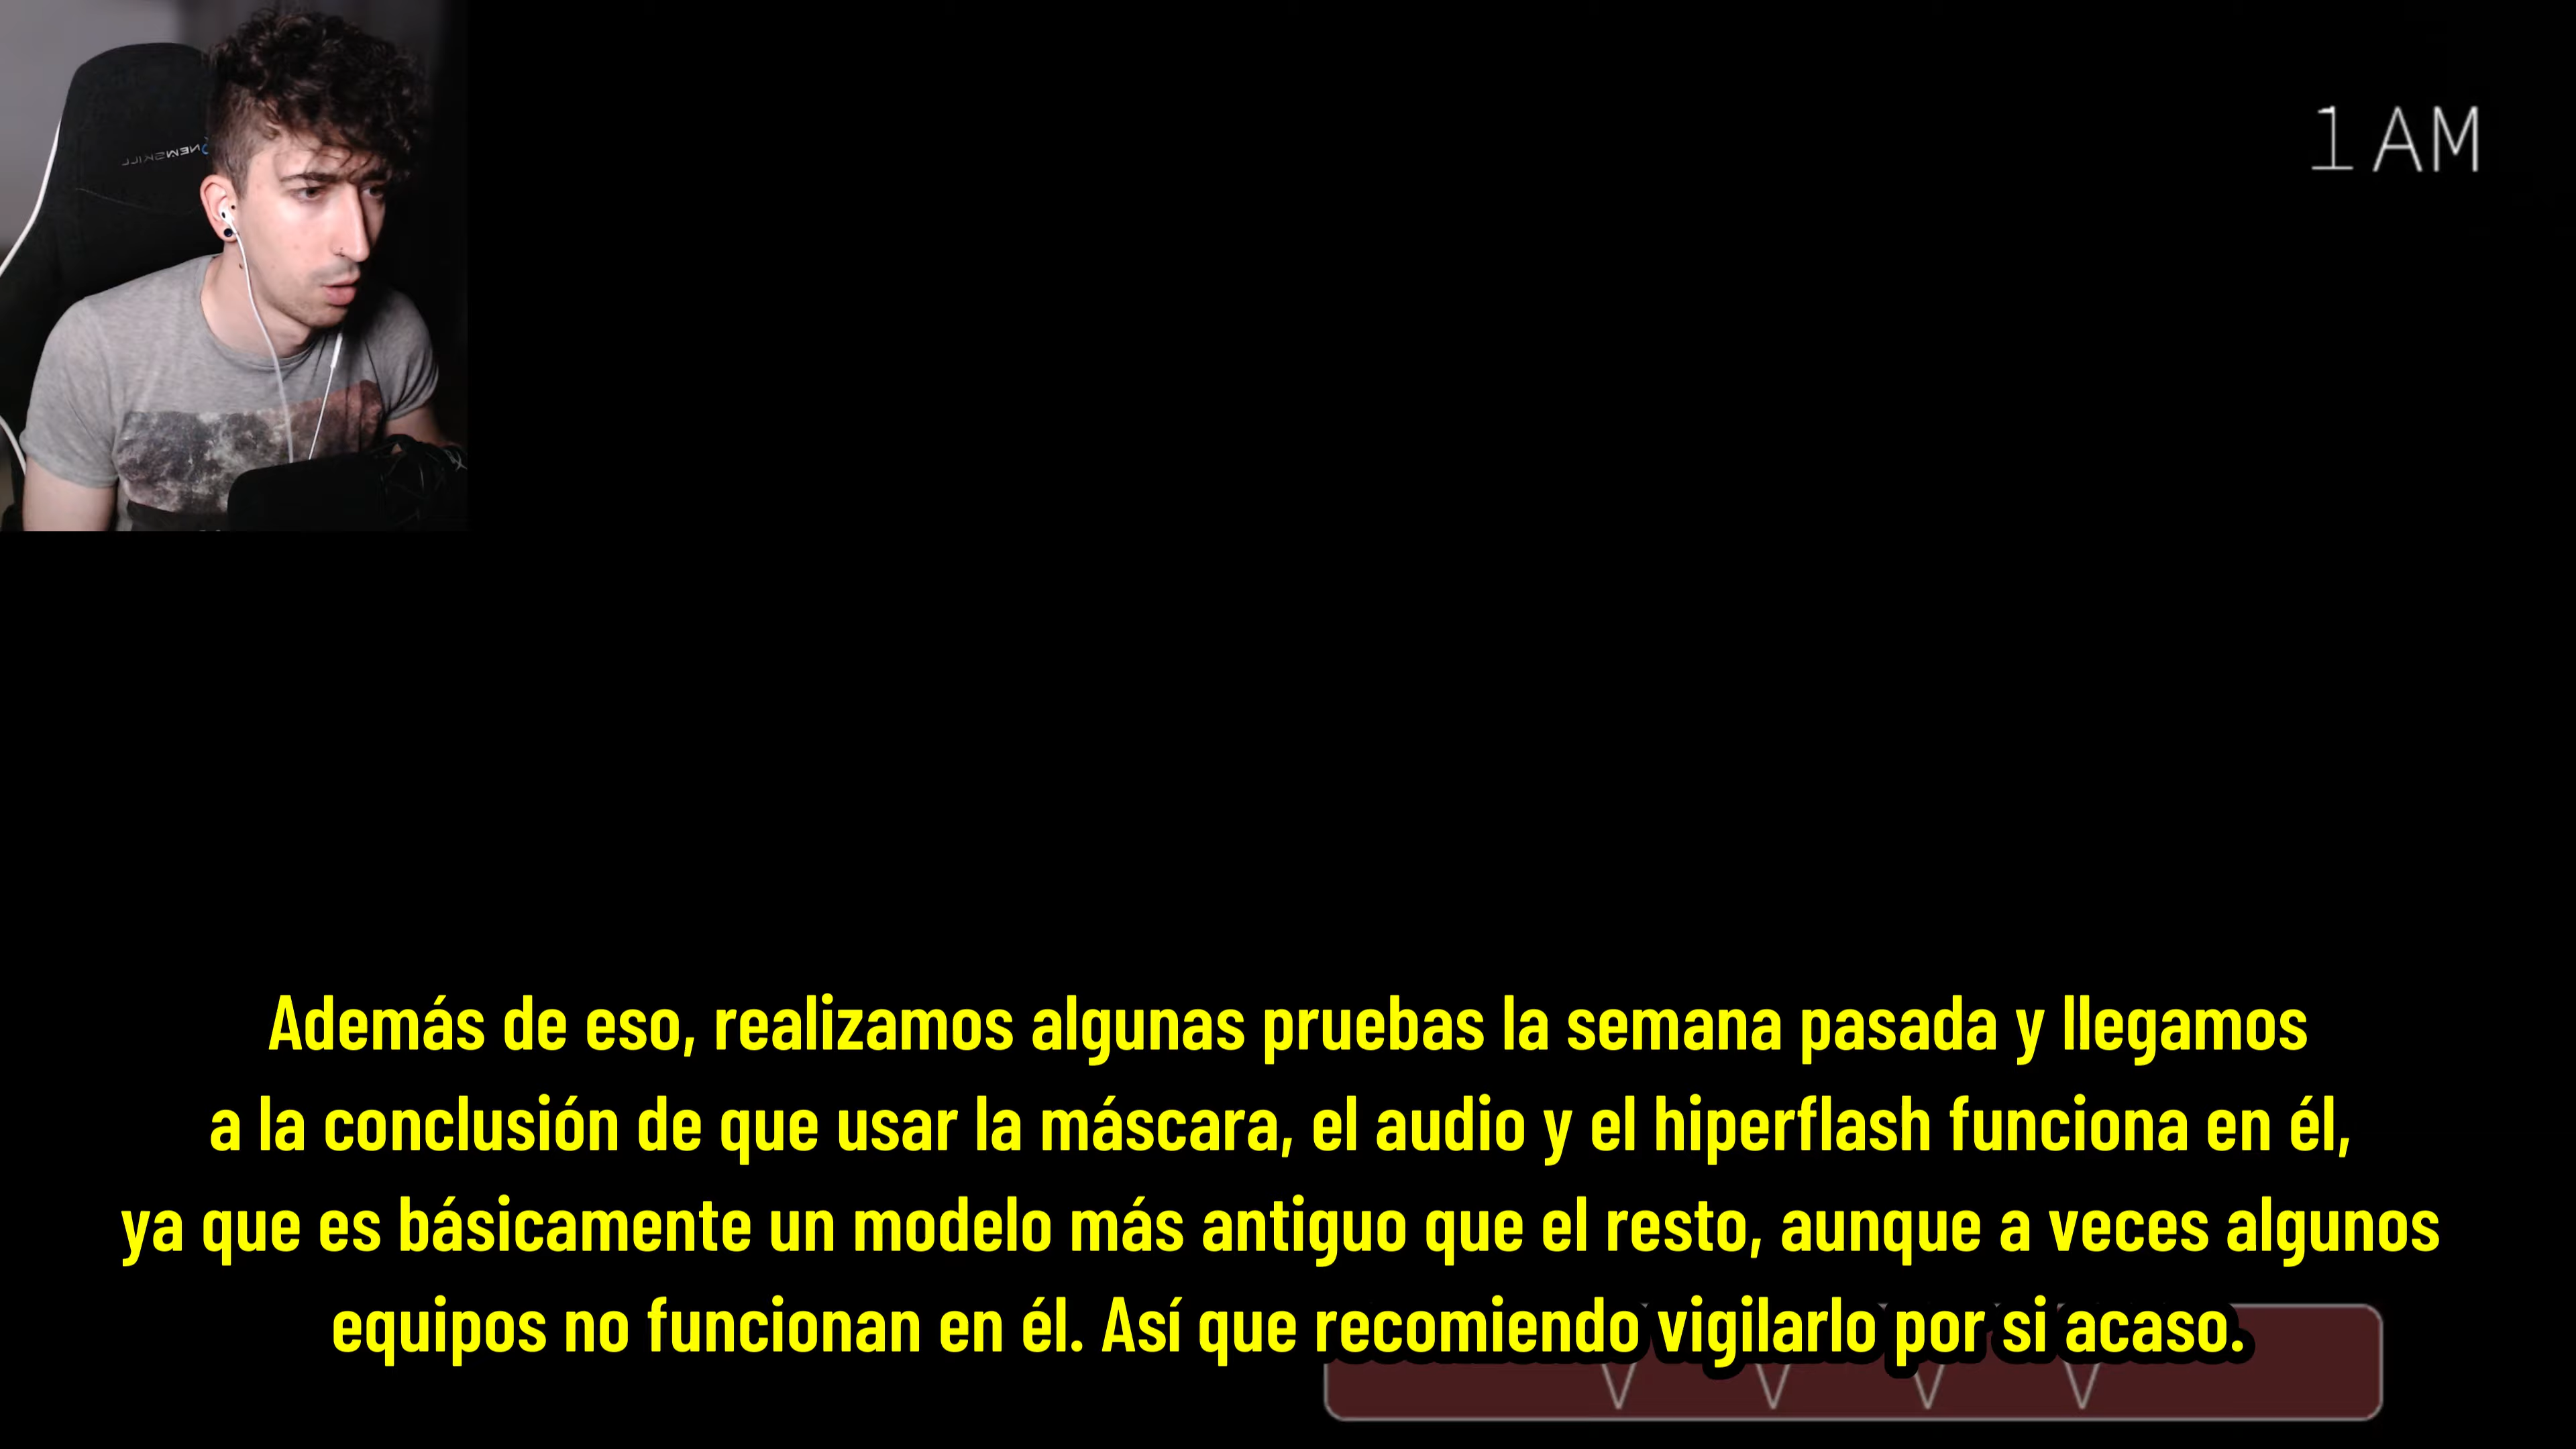 NEWSKILL
1 AM
Además de eso, realizamos algunas pruebas la semana pasada y llegamos
a la conclusión de que usar la máscara, el audio y el hiperflash funciona en él,
ya que es básicamente un modelo más antiguo que el resto, aunque a veces algunos
equipos no funcionan en él. Así que recomiendo vigilarlo por si acaso.